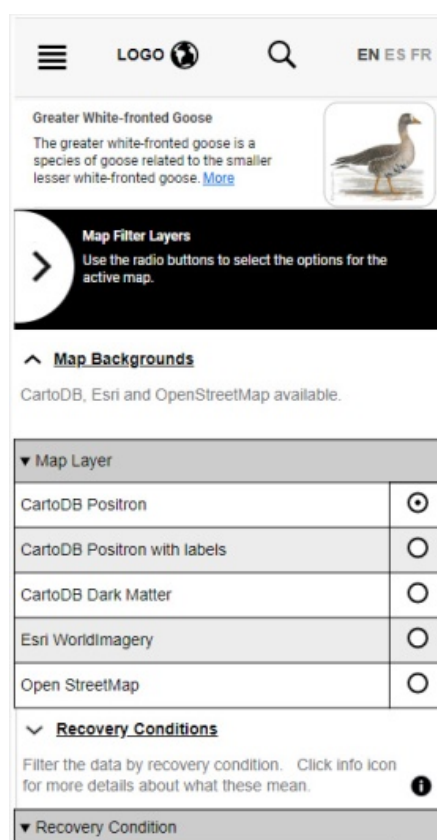 LOGO
EN ES FR
Greater White-fronted Goose
The greater white-fronted goose is a
species of goose related to the smaller
lesser white-fronted goose. More
Map Filter Layers
Use the radio buttons to select the options for the
active map.
Map Backgrounds
CartoDB, Esri and OpenStreetMap available.
▼ Map Layer
CartoDB Positron
CartoDB Positron with labels
CartoDB Dark Matter
Esri WorldImagery
Open StreetMap
Recovery Conditions
Filter the data by recovery condition. Click info icon
for more details about what these mean.
▼ Recovery Condition